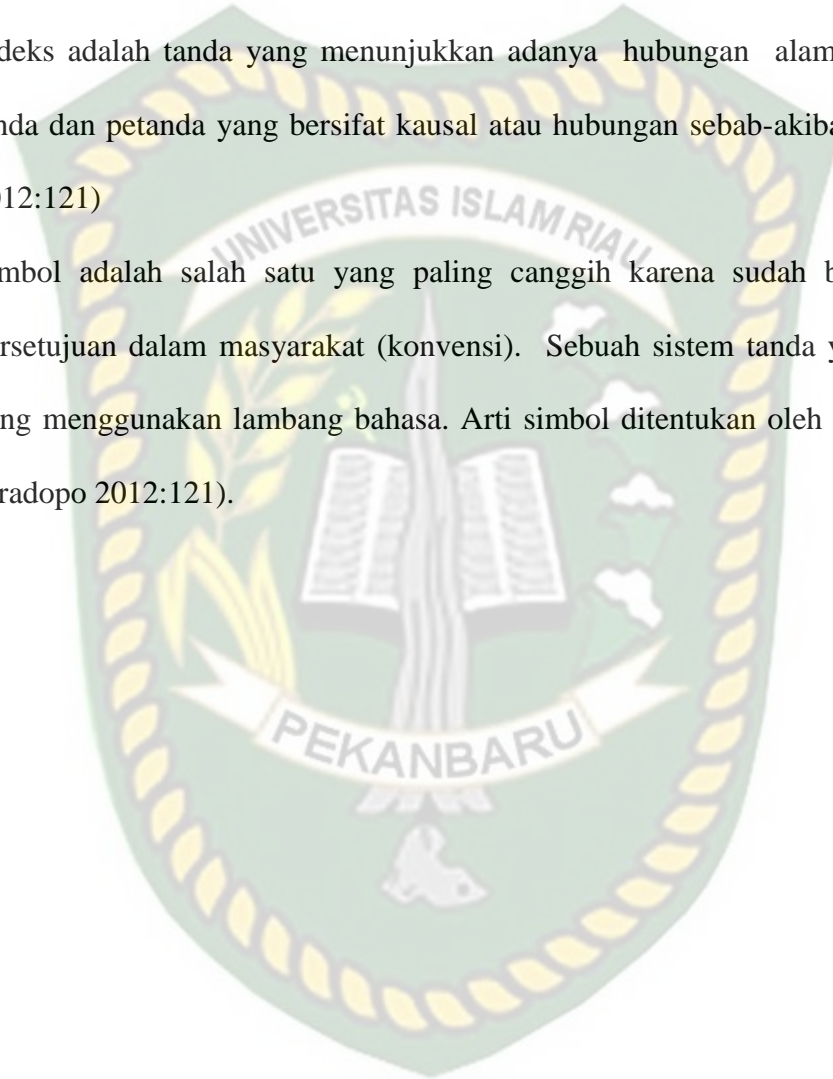 deks adalah tanda yang menunjukkan adanya hubungan alam
nda dan petanda yang bersifat kausal atau hubungan sebab-akiba
012:121)
UNIVERSITAS ISLAM RIAU
mbol adalah salah satu yang paling canggih karena sudah b
rsetujuan dalam masyarakat (konvensi). Sebuah sistem tanda y
ng menggunakan lambang bahasa. Arti simbol ditentukan oleh
radopo 2012:121).
PEKANBARU